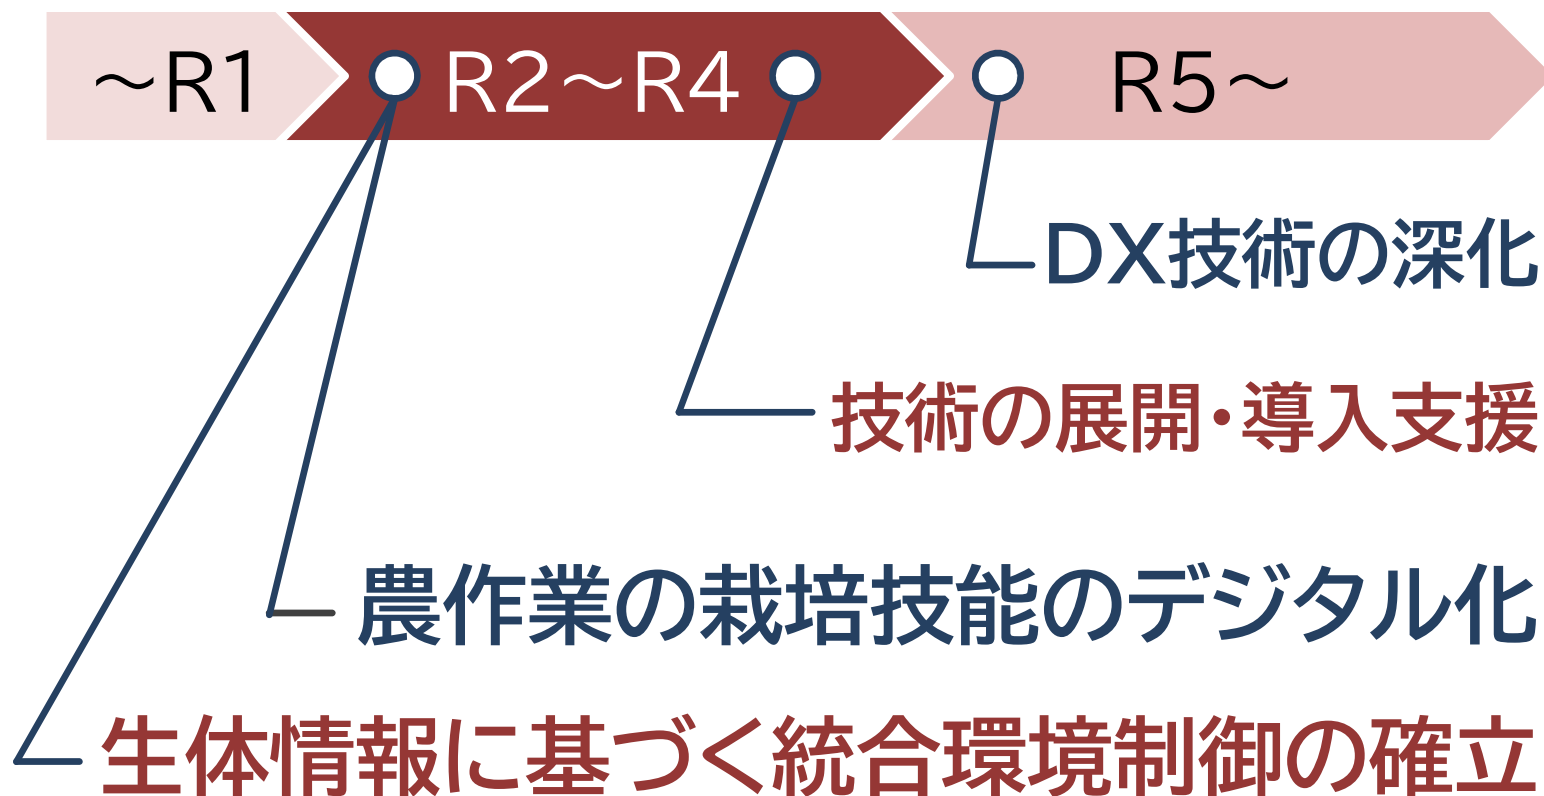 ～R1
R2～R4
R5～
DX技術の深化
技術の展開・導入支援
農作業の栽培技能のデジタル化
生体情報に基づく統合環境制御の確立